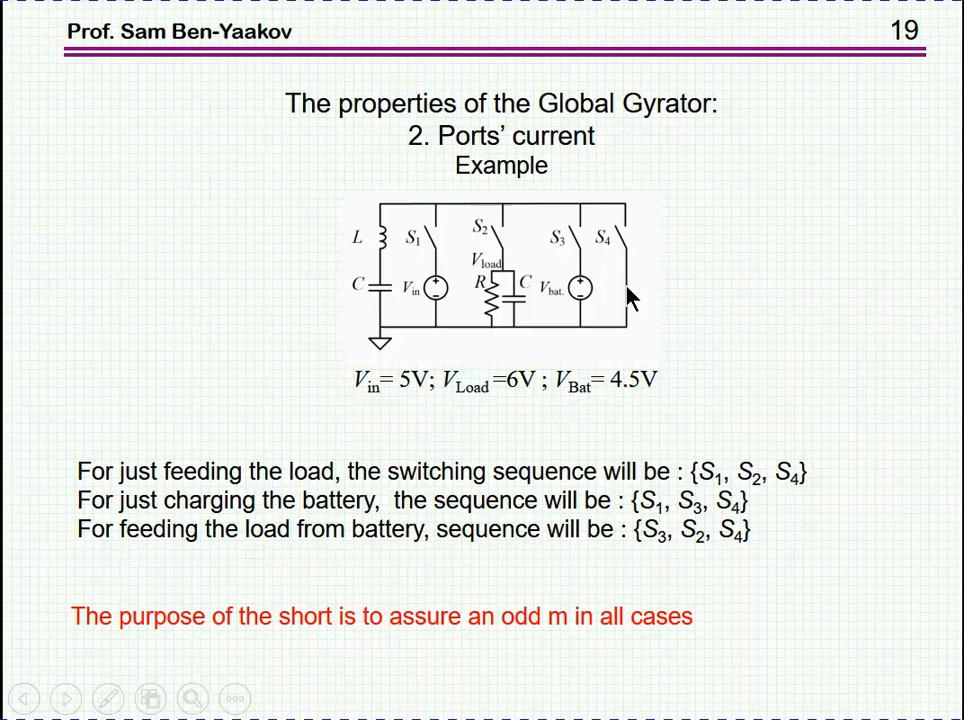 Prof. Sam Ben-Yaakov
19
The properties of the Global Gyrator:
2. Ports' current
Example
L
S1
S2
S3
S4
Vload
C
Vin
R
C
Vbat.
Vin= 5V; VLoad =6V ; VBat= 4.5V
For just feeding the load, the switching sequence will be : {S1, S2, S4}
For just charging the battery, the sequence will be : {S1, S3, S4}
For feeding the load from battery, sequence will be : {S3, S2, S4}
The purpose of the short is to assure an odd m in all cases